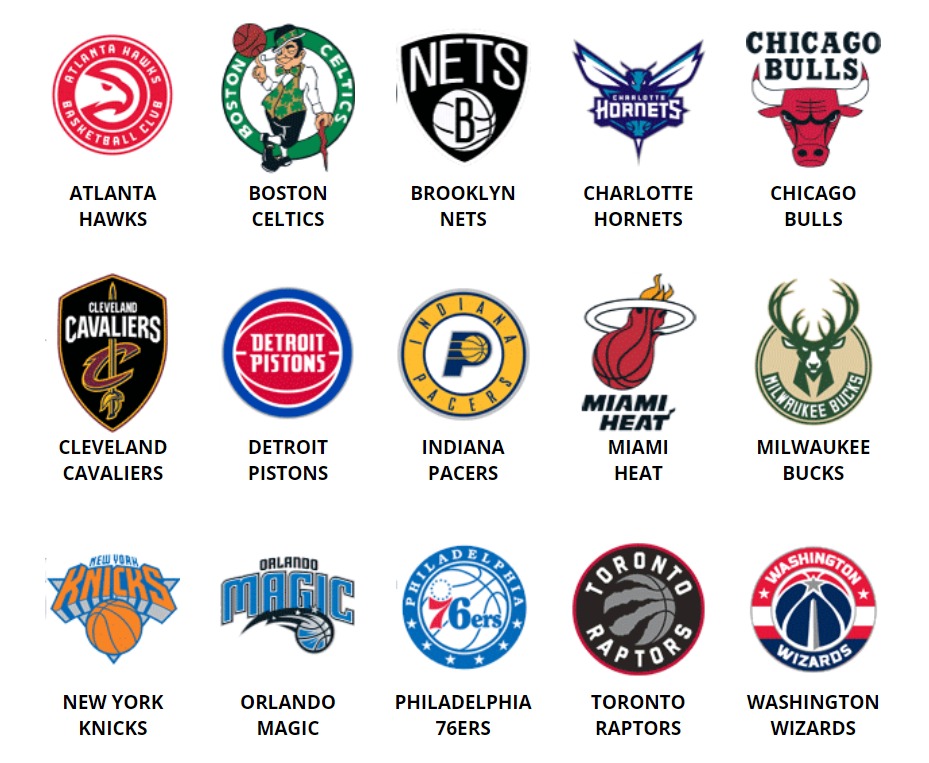 ATLANTA HAWKS
BASKETBALL CLUB
BOSTON
CELTICS
NETS
B
CHARLOTTE
HORNETS
CHICAGO
BULLS
ATLANTA
HAWKS
BOSTON
CELTICS
BROOKLYN
NETS
CHARLOTTE
HORNETS
CHICAGO
BULLS
CLEVELAND
CAVALIERS
C
DETROIT
PISTONS
INDIANA
P
PACERS
MIAMI
HEAT
MILWAUKEE BUCKS
CLEVELAND
CAVALIERS
DETROIT
PISTONS
INDIANA
PACERS
MIAMI
HEAT
MILWAUKEE
BUCKS
NEW YORK
KNICKS
ORLANDO
MAGIC
PHILADELPHIA
76ers
TORONTO
RAPTORS
WASHINGTON
WIZARDS
NEW YORK
KNICKS
ORLANDO
MAGIC
PHILADELPHIA
76ERS
TORONTO
RAPTORS
WASHINGTON
WIZARDS